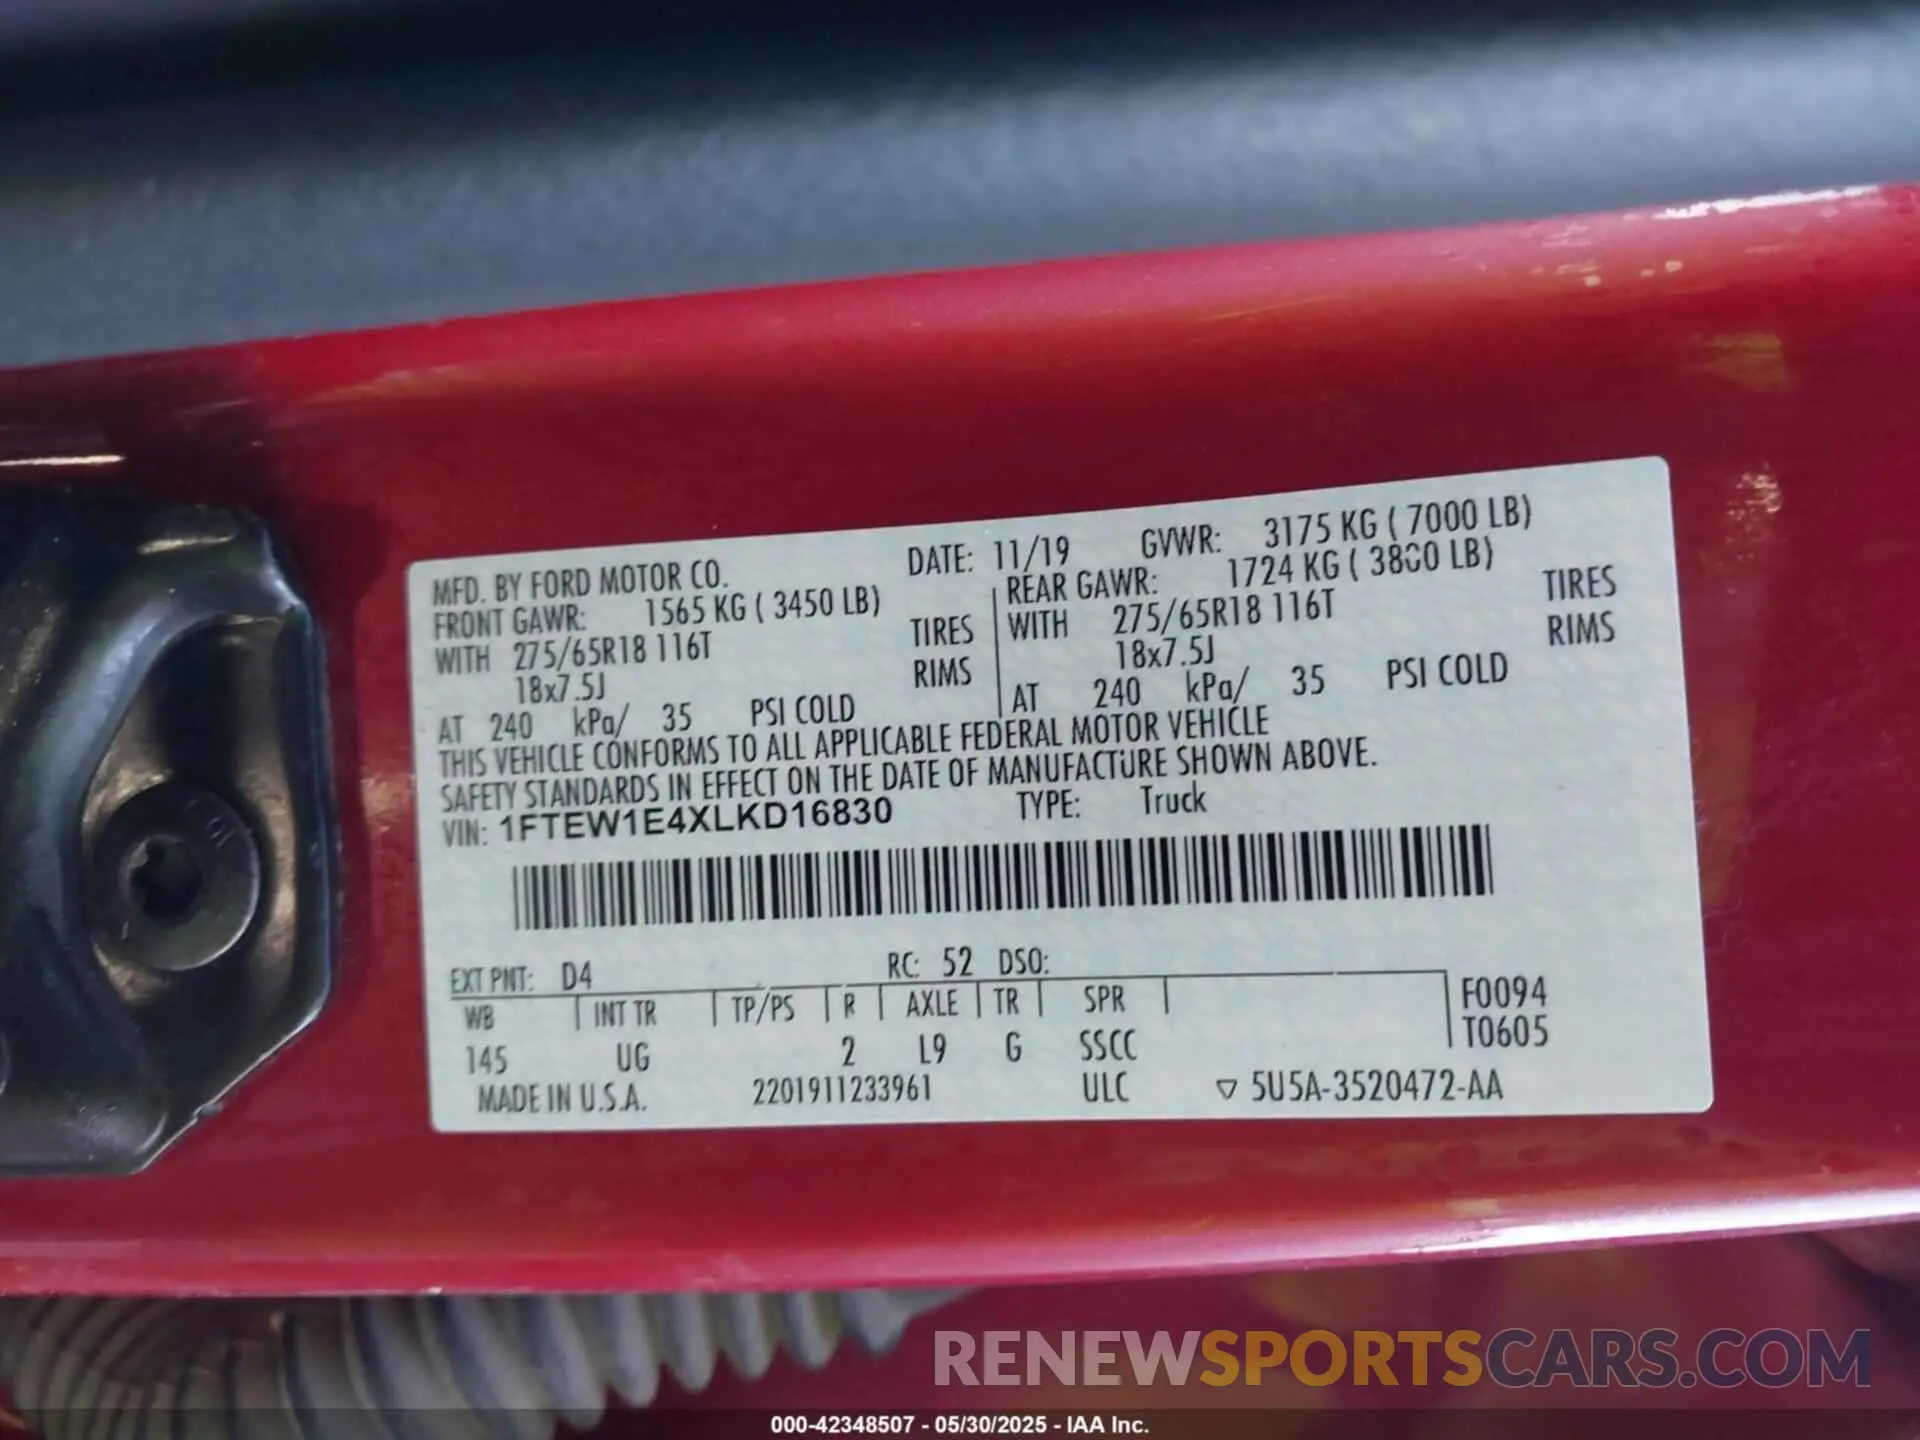 MFD. BY FORD MOTOR CO. DATE: 11/19 GVWR: 3175 KG ( 7000 LB)
FRONT GAWR: 1565 KG ( 3450 LB) REAR GAWR: 1724 KG ( 3800 LB)
WITH 275/65R18 116T TIRES WITH 275/65R18 116T TIRES
18x7.5J RIMS 18x7.5J RIMS
AT 240 kPa/ 35 PSI COLD AT 240 kPa/ 35 PSI COLD
THIS VEHICLE CONFORMS TO ALL APPLICABLE FEDERAL MOTOR VEHICLE
SAFETY STANDARDS IN EFFECT ON THE DATE OF MANUFACTURE SHOWN ABOVE.
VIN: 1FTEW1E4XLKD16830 TYPE: Truck
EXT PNT: D4 RC: 52 DSO:
WB INT TR TP/PS R AXLE TR SPR F0094
145 UG 2 L9 G SSCC T0605
MADE IN U.S.A. 2201911233961 ULC ▽ 5U5A-3520472-AA
RENEWSPORTSCARS.COM
000-42348507 - 05/30/2025 - IAA Inc.